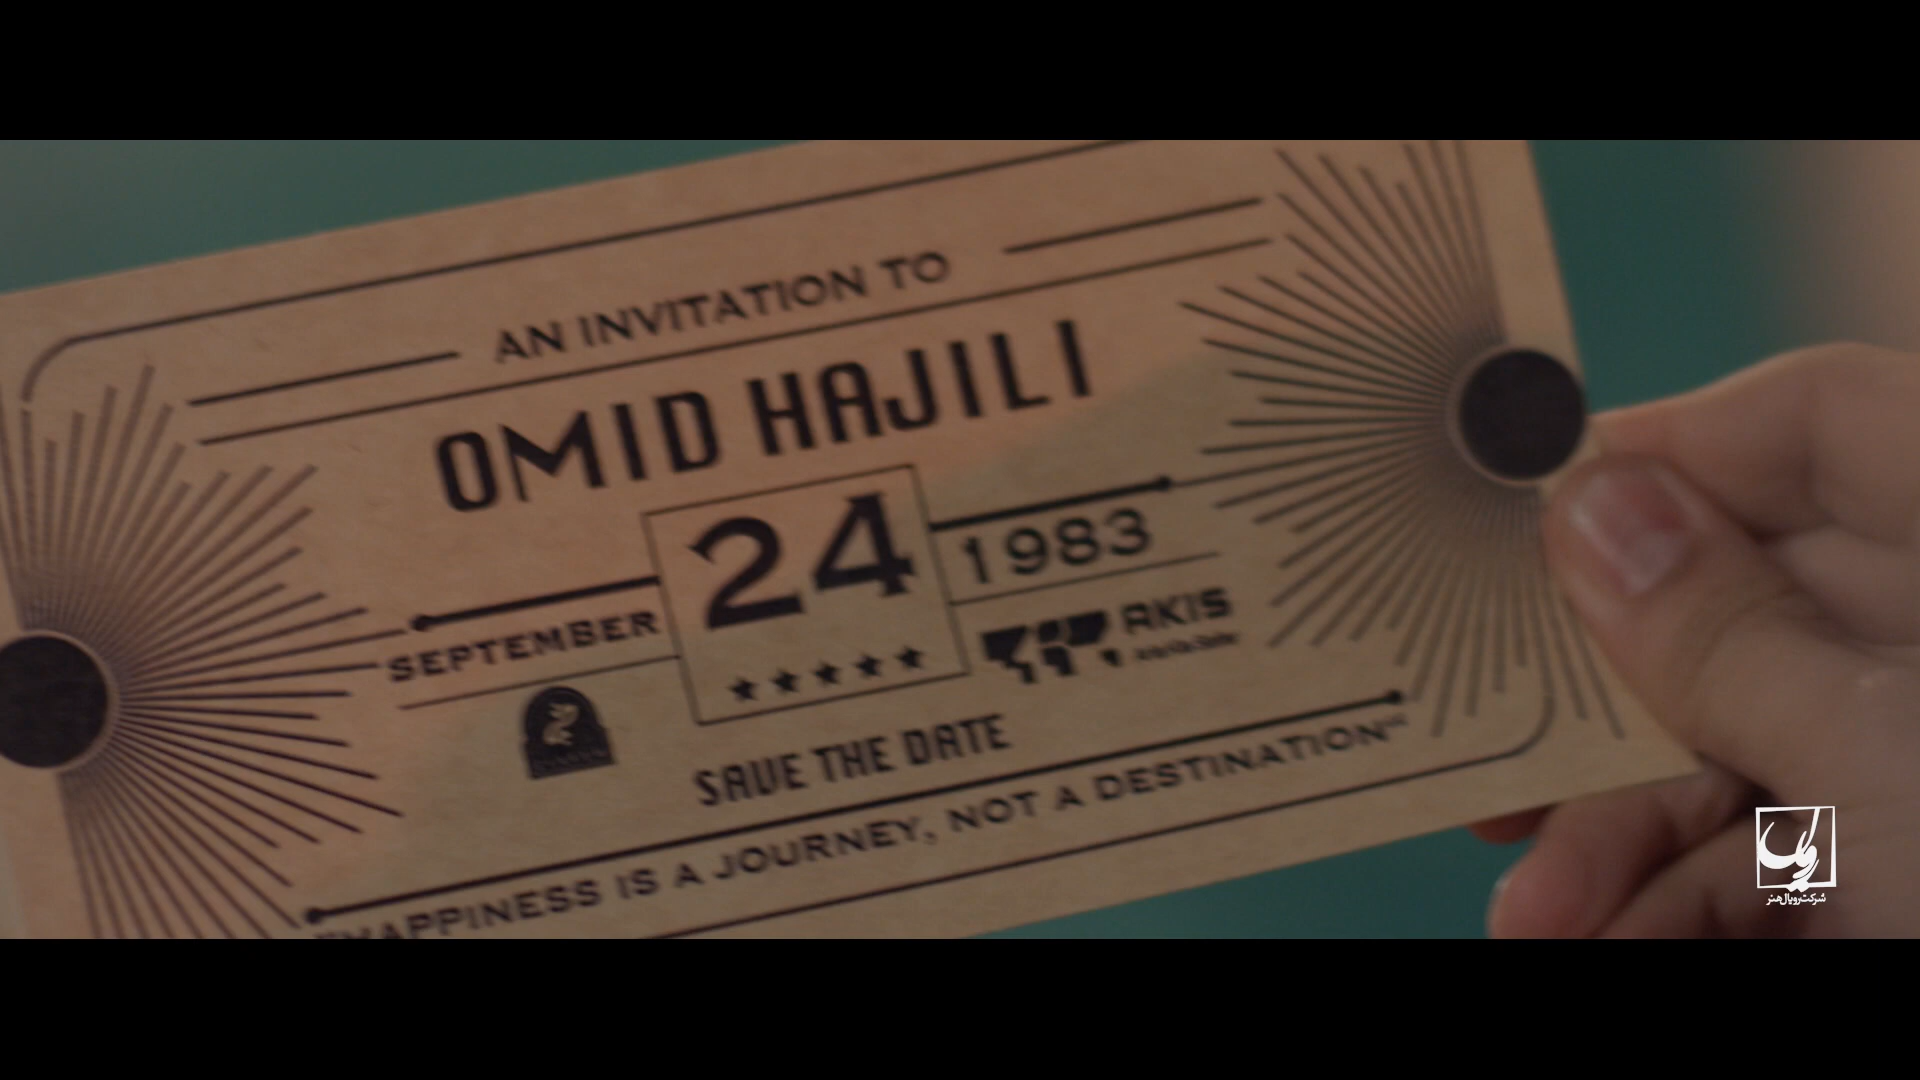 AN INVITATION TO
OMID HAJILI
SEPTEMBER 24 1983
AKIS
SAVE THE DATE
"HAPPINESS IS A JOURNEY, NOT A DESTINATION"
رویال
شرکت رویال هنر